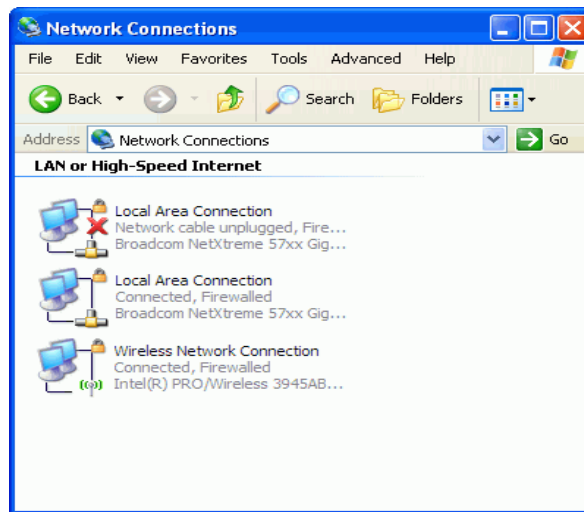 Network Connections
File Edit View Favorites Tools Advanced Help
Back Search Folders
Address Network Connections Go
LAN or High-Speed Internet
Local Area Connection
Network cable unplugged, Fire...
Broadcom NetXtreme 57xx Gig...
Local Area Connection
Connected, Firewalled
Broadcom NetXtreme 57xx Gig...
Wireless Network Connection
Connected, Firewalled
Intel(R) PRO/Wireless 3945AB...